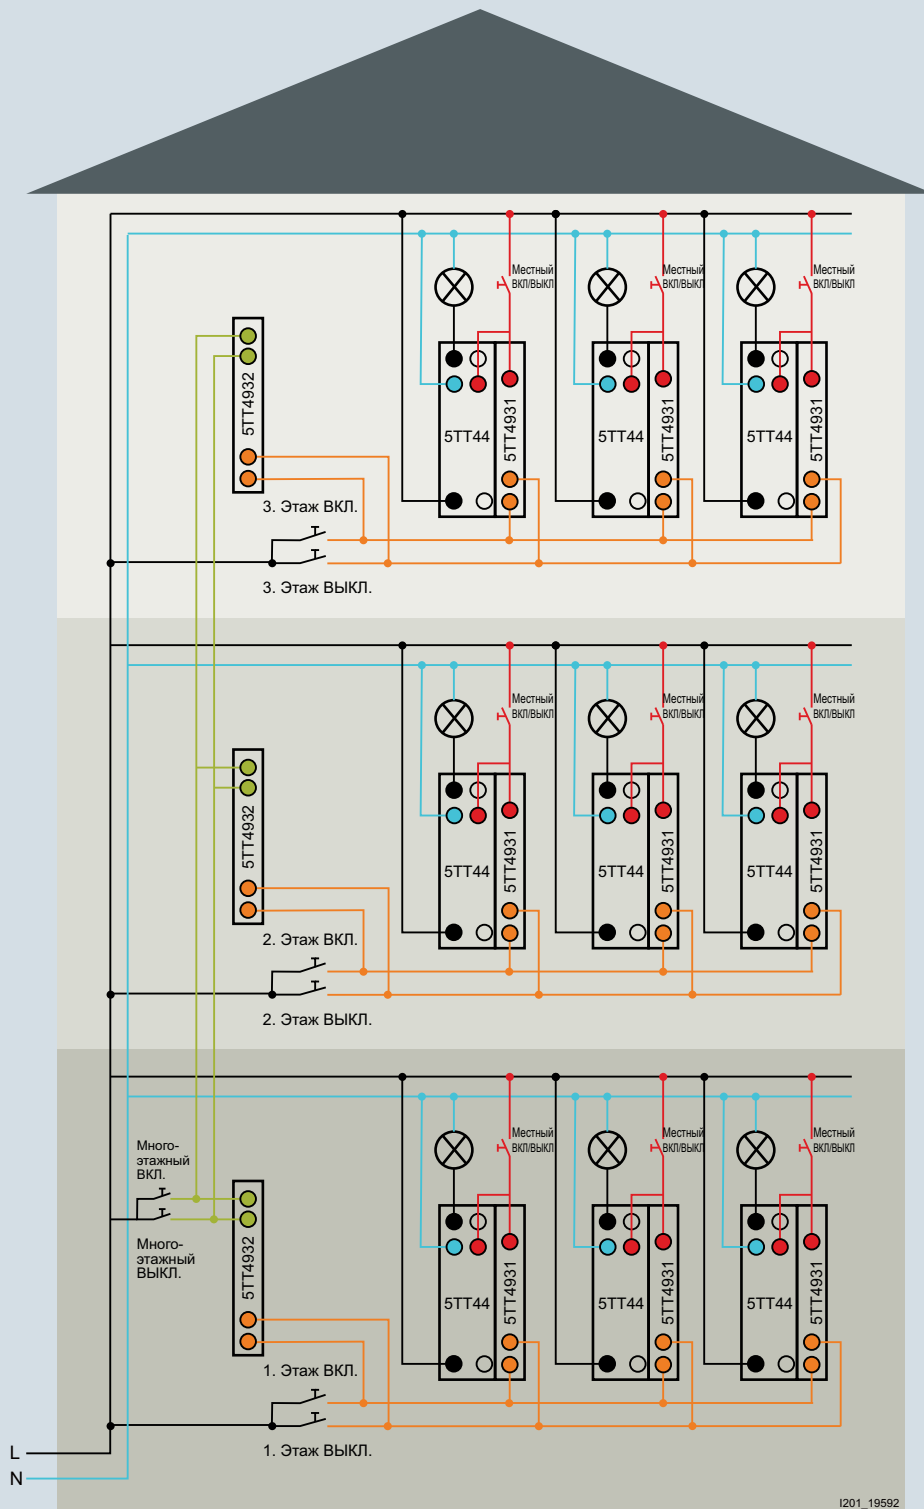 Местный
ВКЛ/ВЫКЛ
Местный
ВКЛ/ВЫКЛ
Местный
ВКЛ/ВЫКЛ
5TT4932
5TT44
5TT4931
5TT44
5TT4931
5TT44
5TT4931
3. Этаж ВКЛ.
3. Этаж ВЫКЛ.
Местный
ВКЛ/ВЫКЛ
Местный
ВКЛ/ВЫКЛ
Местный
ВКЛ/ВЫКЛ
5TT4932
5TT44
5TT4931
5TT44
5TT4931
5TT44
5TT4931
2. Этаж ВКЛ.
2. Этаж ВЫКЛ.
Местный
ВКЛ/ВЫКЛ
Местный
ВКЛ/ВЫКЛ
Местный
ВКЛ/ВЫКЛ
Много-
этажный
ВКЛ.
Много-
этажный
ВЫКЛ.
5TT4932
5TT44
5TT4931
5TT44
5TT4931
5TT44
5TT4931
1. Этаж ВКЛ.
1. Этаж ВЫКЛ.
L
N
I201_19592